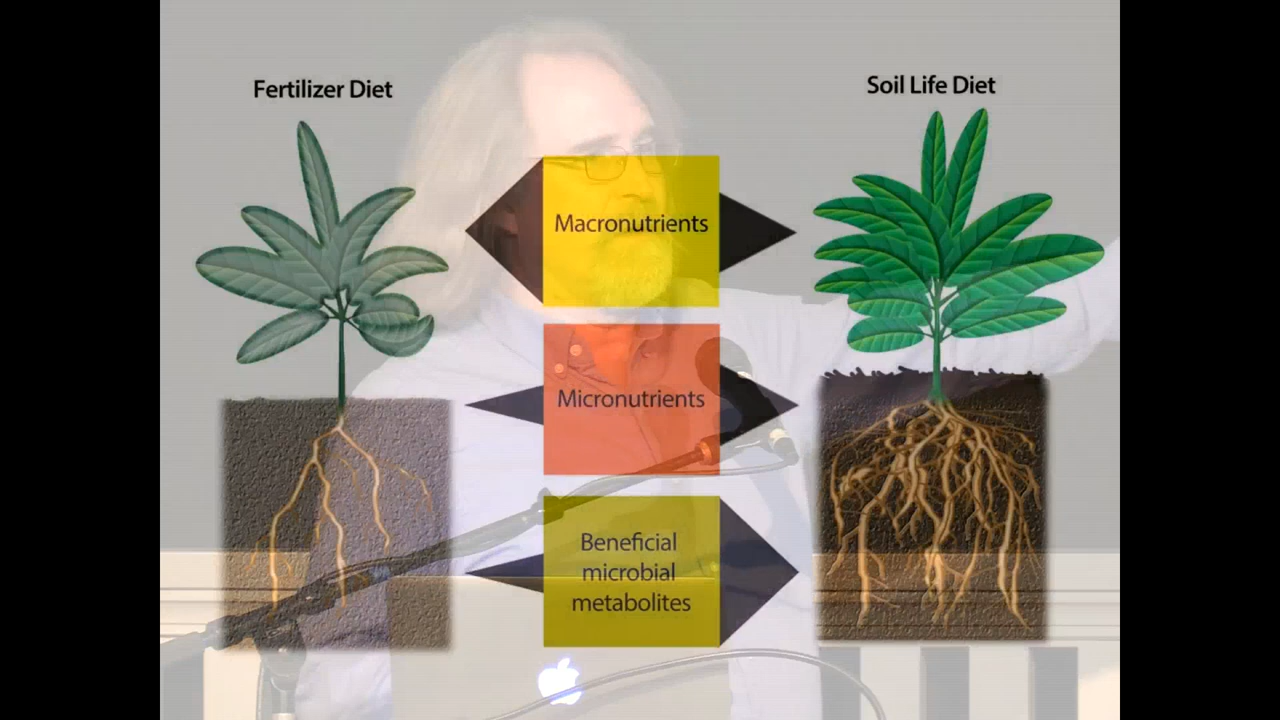 Fertilizer Diet
Soil Life Diet
Macronutrients
Micronutrients
Beneficial
microbial
metabolites